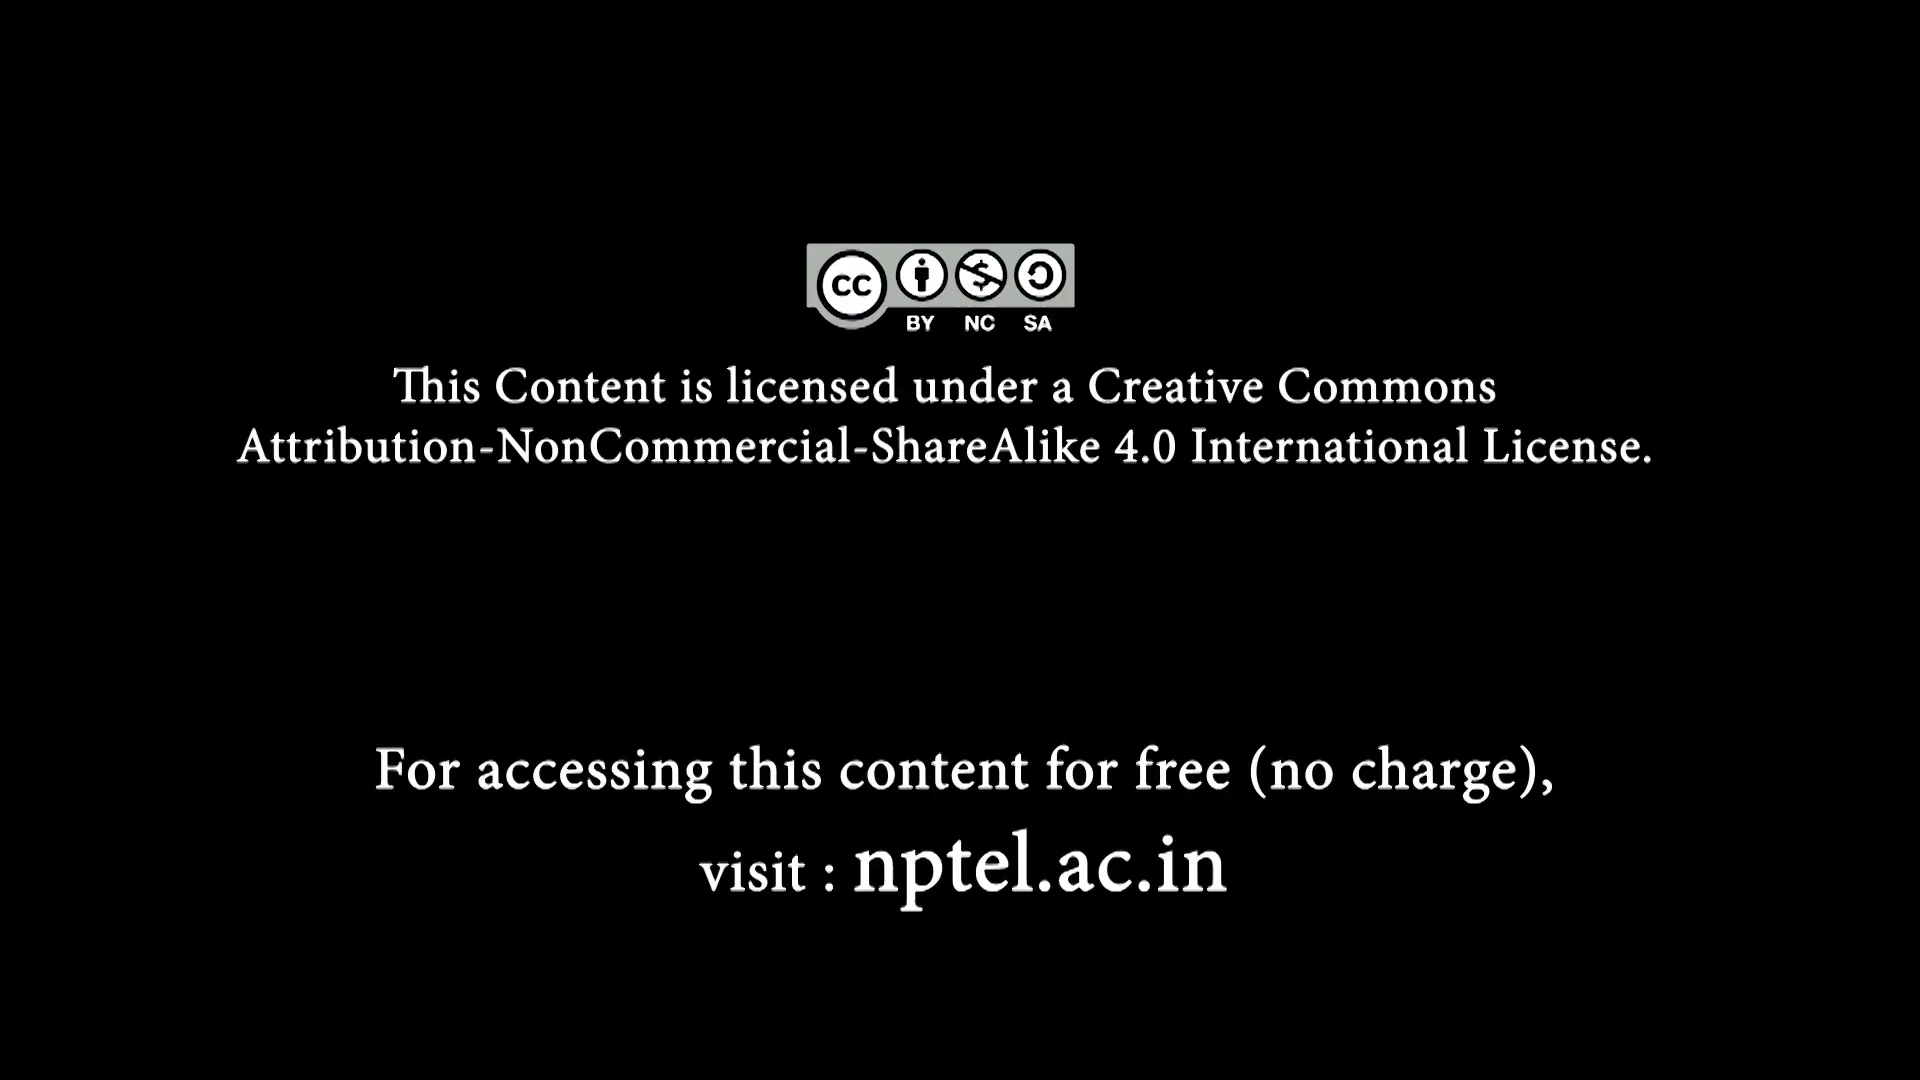 CC BY NC SA
This Content is licensed under a Creative Commons
Attribution-NonCommercial-ShareAlike 4.0 International License.
For accessing this content for free (no charge),
visit : nptel.ac.in